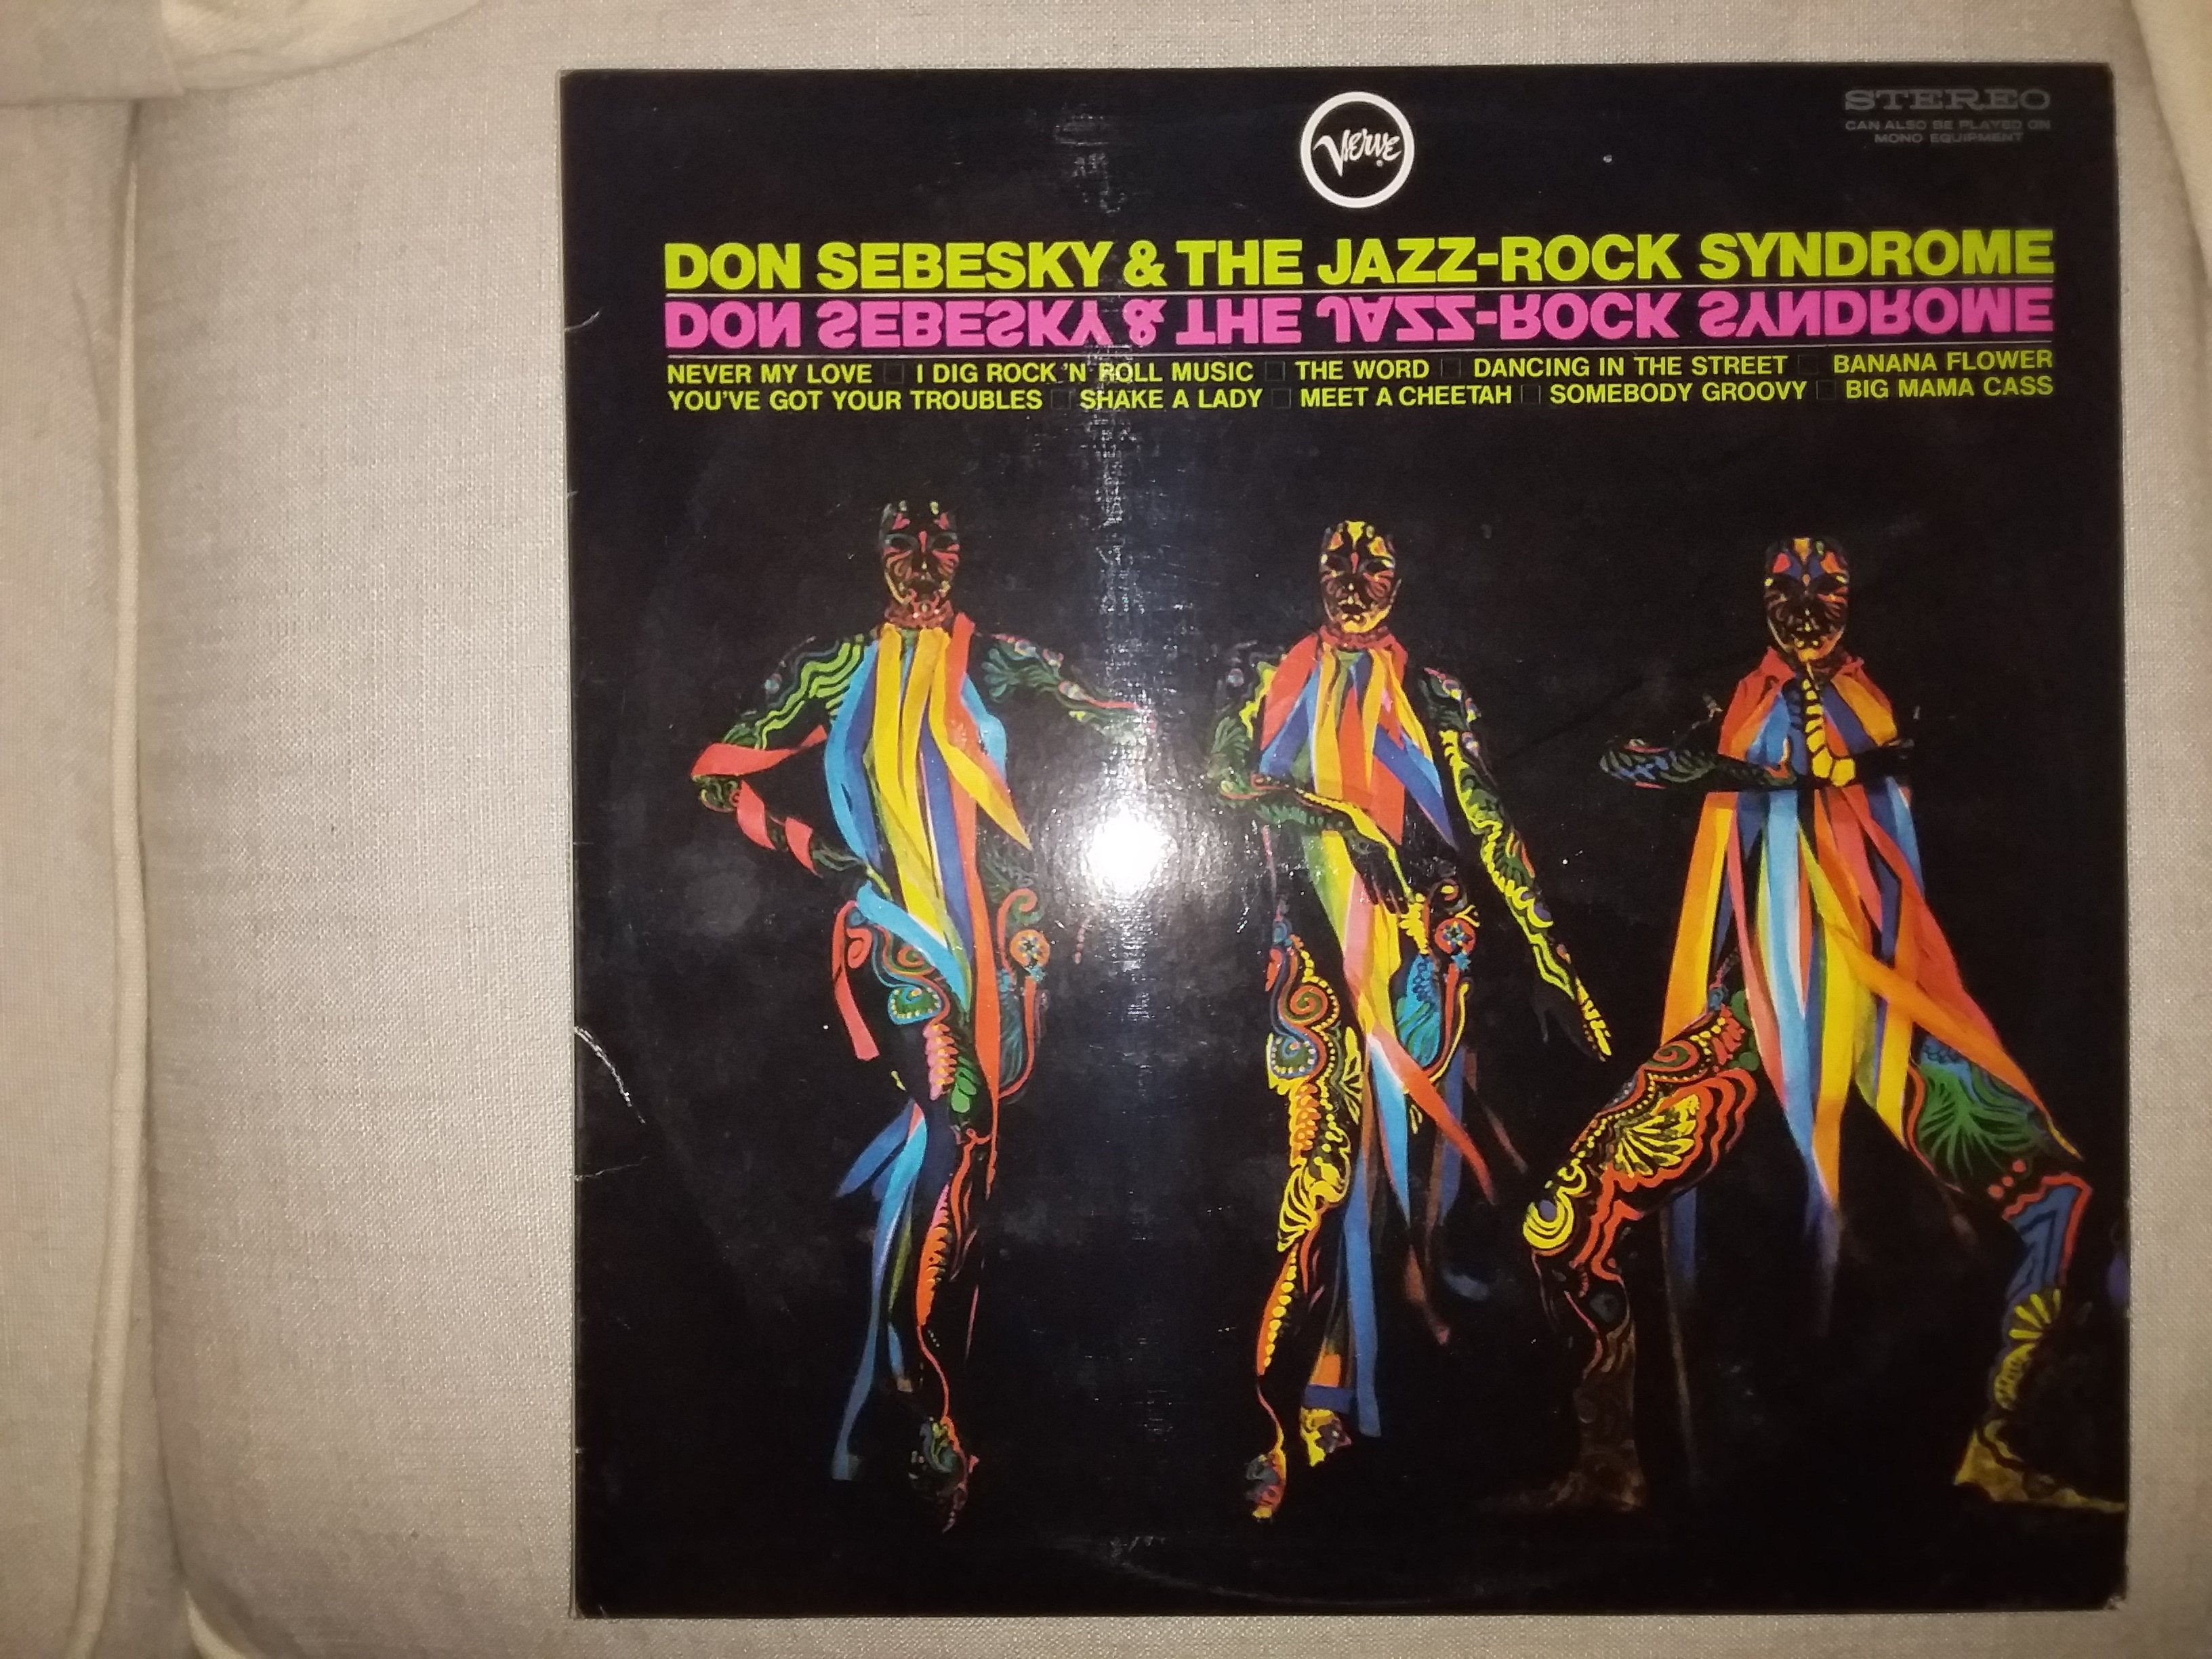 Verve
STEREO
CAN ALSO BE PLAYED ON
MONO EQUIPMENT
DON SEBESKY & THE JAZZ-ROCK SYNDROME
DON SEBESKY & THE JAZZ-ROCK SYNDROME
NEVER MY LOVE □ I DIG ROCK 'N' ROLL MUSIC □ THE WORD □ DANCING IN THE STREET □ BANANA FLOWER
YOU'VE GOT YOUR TROUBLES □ SHAKE A LADY □ MEET A CHEETAH □ SOMEBODY GROOVY □ BIG MAMA CASS